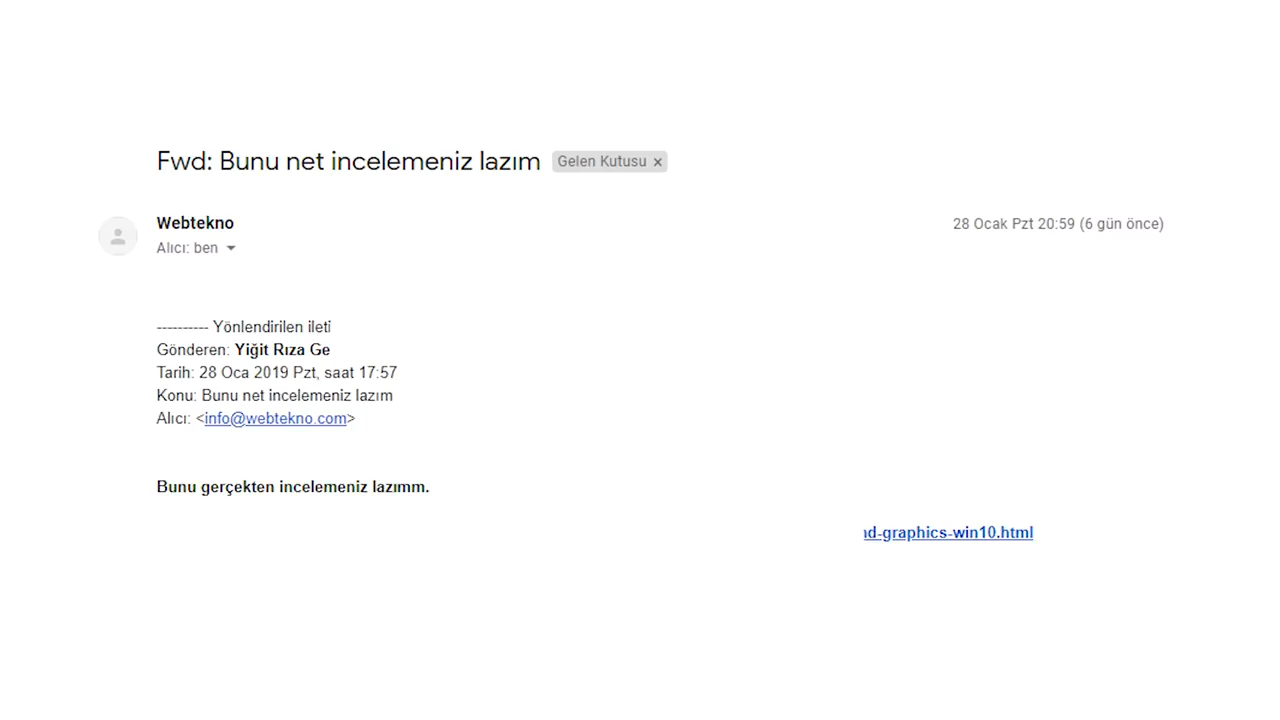 Fwd: Bunu net incelemeniz lazım Gelen Kutusu x
Webtekno 28 Ocak Pzt 20:59 (6 gün önce)
Alıcı: ben
---------- Yönlendirilen ileti
Gönderen: Yiğit Rıza Ge
Tarih: 28 Oca 2019 Pzt, saat 17:57
Konu: Bunu net incelemeniz lazım
Alıcı: <info@webtekno.com>
Bunu gerçekten incelemeniz lazımm.
d-graphics-win10.html